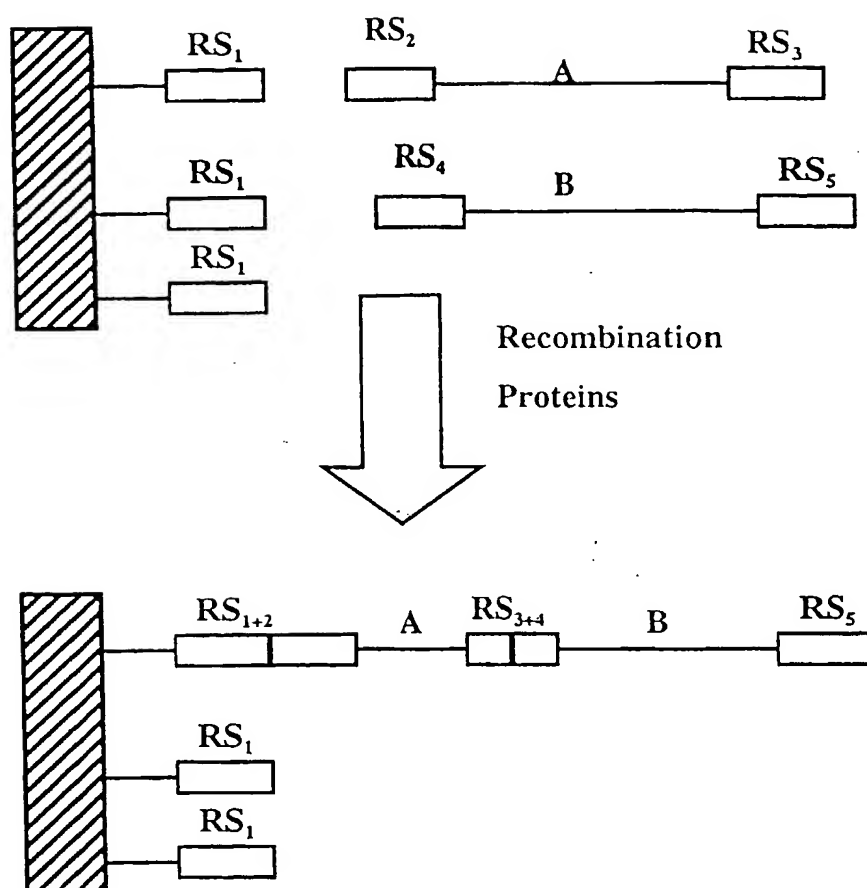 RS₁ RS₂ A RS₃
RS₁ RS₄ B RS₅
RS₁
Recombination
Proteins
RS₁₊₂ A RS₃₊₄ B RS₅
RS₁
RS₁